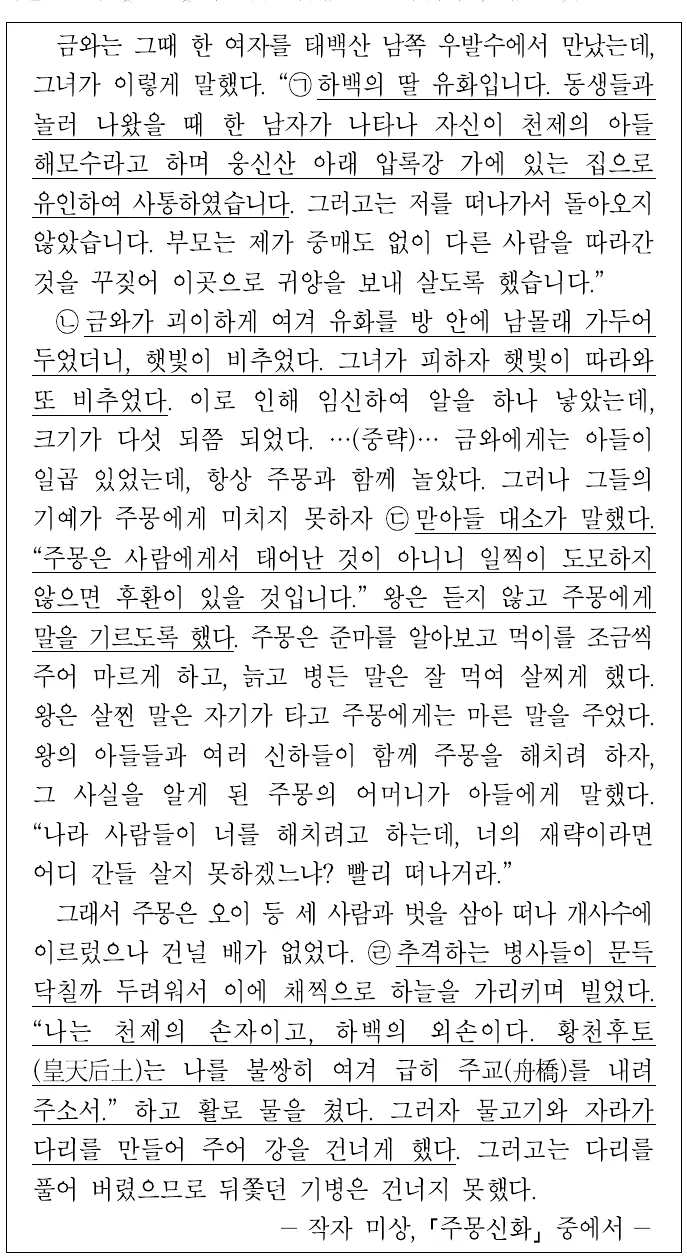 금와는 그때 한 여자를 태백산 남쪽 우발수에서 만났는데,
그녀가 이렇게 말했다. “㉠하백의 딸 유화입니다. 동생들과
놀러 나왔을 때 한 남자가 나타나 자신이 천제의 아들
해모수라고 하며 웅신산 아래 압록강 가에 있는 집으로
유인하여 사통하였습니다. 그러고는 저를 떠나가서 돌아오지
않았습니다. 부모는 제가 중매도 없이 다른 사람을 따라간
것을 꾸짖어 이곳으로 귀양을 보내 살도록 했습니다.”
㉡금와가 괴이하게 여겨 유화를 방 안에 남몰래 가두어
두었더니, 햇빛이 비추었다. 그녀가 피하자 햇빛이 따라와
또 비추었다. 이로 인해 임신하여 알을 하나 낳았는데,
크기가 다섯 되쯤 되었다. …(중략)… 금와에게는 아들이
일곱 있었는데, 항상 주몽과 함께 놀았다. 그러나 그들의
기예가 주몽에게 미치지 못하자 ㉢맏아들 대소가 말했다.
“주몽은 사람에게서 태어난 것이 아니니 일찍이 도모하지
않으면 후환이 있을 것입니다.” 왕은 듣지 않고 주몽에게
말을 기르도록 했다. 주몽은 준마를 알아보고 먹이를 조금씩
주어 마르게 하고, 늙고 병든 말은 잘 먹여 살찌게 했다.
왕은 살찐 말은 자기가 타고 주몽에게는 마른 말을 주었다.
왕의 아들들과 여러 신하들이 함께 주몽을 해치려 하자,
그 사실을 알게 된 주몽의 어머니가 아들에게 말했다.
“나라 사람들이 너를 해치려고 하는데, 너의 재략이라면
어디 간들 살지 못하겠느냐? 빨리 떠나거라.”
그래서 주몽은 오이 등 세 사람과 벗을 삼아 떠나 개사수에
이르렀으나 건널 배가 없었다. ㉣추격하는 병사들이 문득
닥칠까 두려워서 이에 채찍으로 하늘을 가리키며 빌었다.
“나는 천제의 손자이고, 하백의 외손이다. 황천후토
(皇天后土)는 나를 불쌍히 여겨 급히 주교(舟橋)를 내려
주소서.” 하고 활로 물을 쳤다. 그러자 물고기와 자라가
다리를 만들어 주어 강을 건너게 했다. 그러고는 다리를
풀어 버렸으므로 뒤쫓던 기병은 건너지 못했다.
– 작자 미상, 「주몽신화」 중에서 –